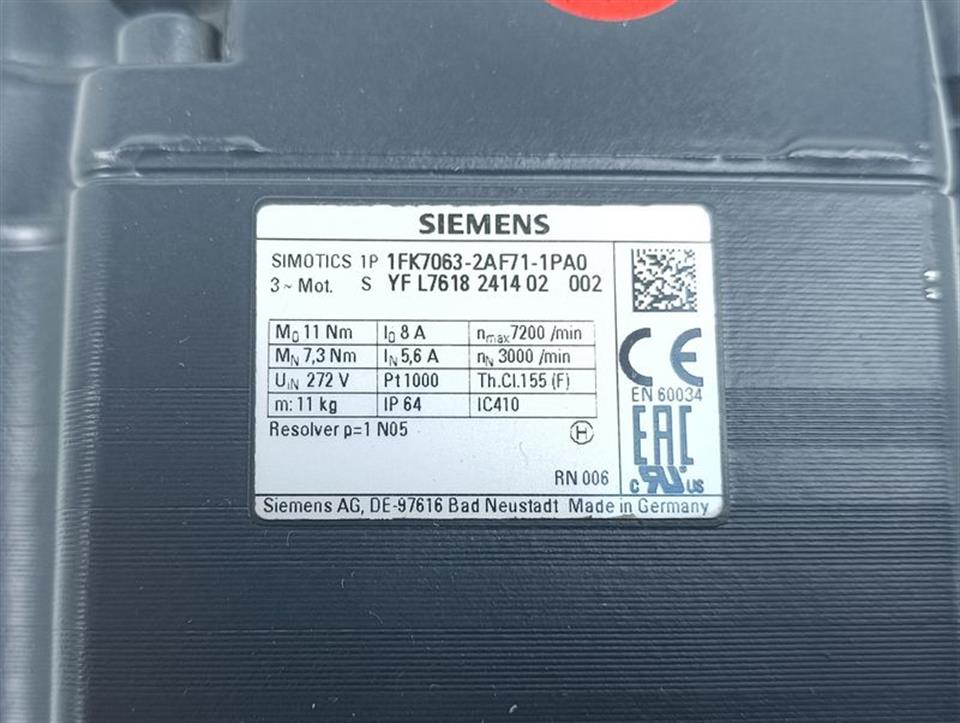 SIEMENS
SIMOTICS 1P 1FK7063-2AF71-1PA0
3~ Mot. S YF L7618 2414 02 002
M0 11 Nm I0 8 A nmax 7200 /min
MN 7,3 Nm IN 5,6 A nN 3000 /min
UIN 272 V Pt1000 Th.Cl.155 (F)
m: 11 kg IP 64 IC410
Resolver p=1 N05 H
RN 006
CE
EN 60034
EAC
c RU US
Siemens AG, DE-97616 Bad Neustadt Made in Germany